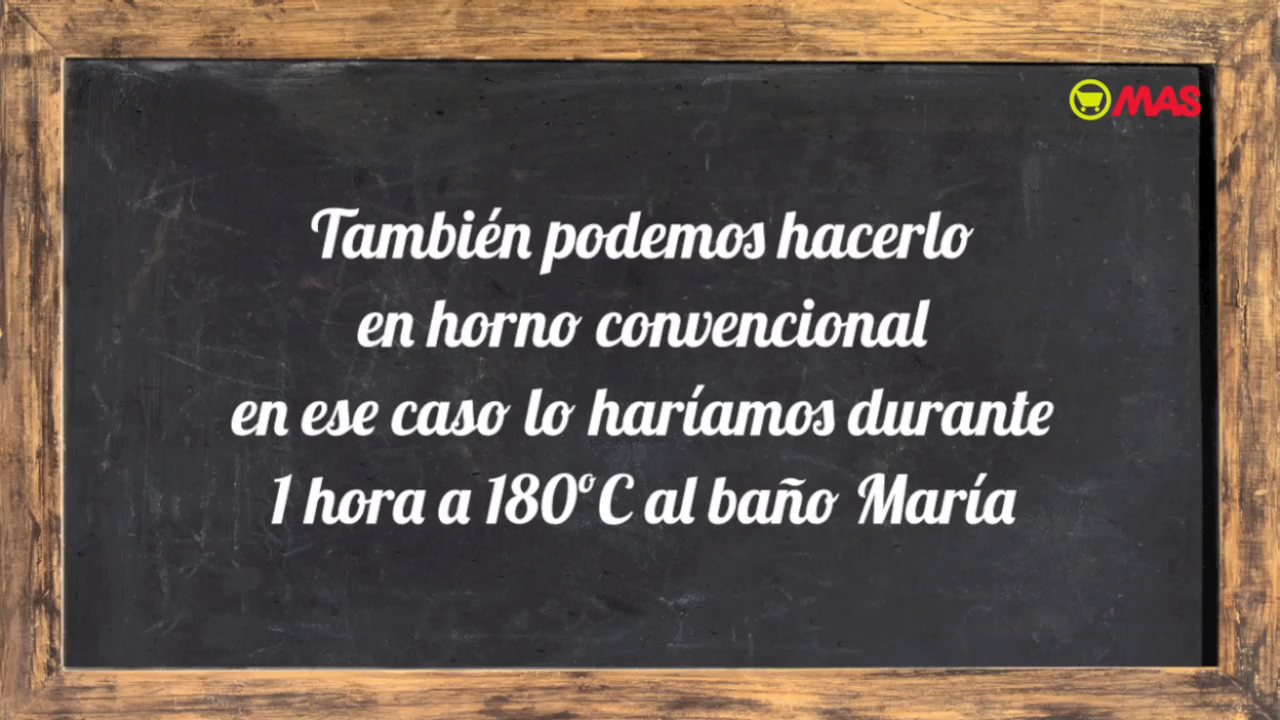 MAS
También podemos hacerlo
en horno convencional
en ese caso lo haríamos durante
1 hora a 180ºC al baño María